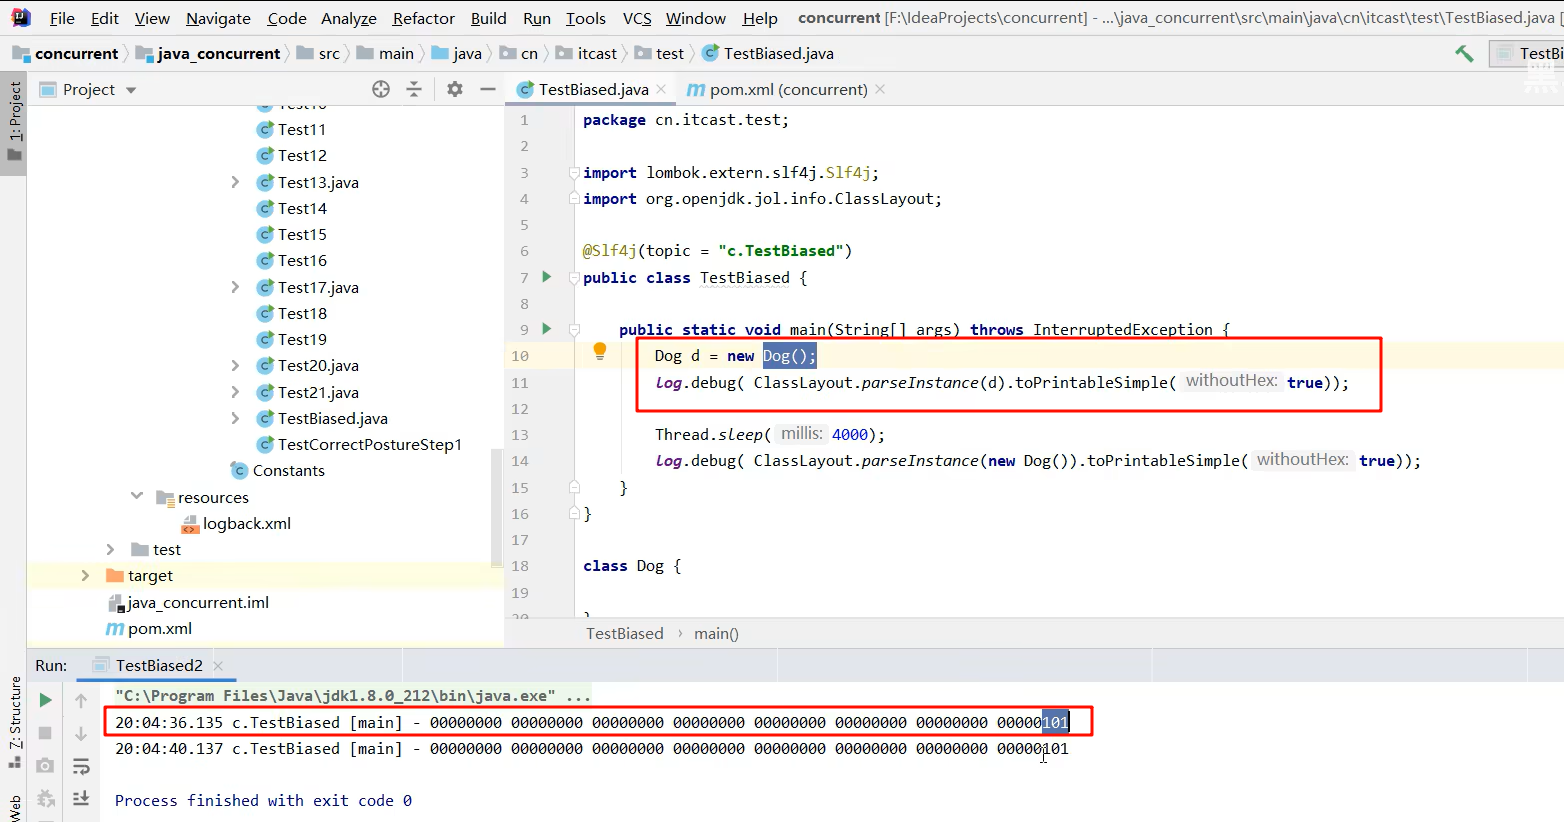 File Edit View Navigate Code Analyze Refactor Build Run Tools VCS Window Help concurrent [F:\IdeaProjects\concurrent] - ...\java_concurrent\src\main\java\cn\itcast\test\TestBiased.java [
concurrent java_concurrent src main java cn itcast test TestBiased.java TestBi
1: Project
Project
TestBiased.java
pom.xml (concurrent)
Test11
Test12
Test13.java
Test14
Test15
Test16
Test17.java
Test18
Test19
Test20.java
Test21.java
TestBiased.java
TestCorrectPostureStep1
Constants
resources
logback.xml
test
target
java_concurrent.iml
pom.xml
1 package cn.itcast.test;
2
3 import lombok.extern.slf4j.Slf4j;
4 import org.openjdk.jol.info.ClassLayout;
5
6 @Slf4j(topic = "c.TestBiased")
7 public class TestBiased {
8
9 public static void main(String[] args) throws InterruptedException {
10 Dog d = new Dog();
11 log.debug( ClassLayout.parseInstance(d).toPrintableSimple( withoutHex: true));
12
13 Thread.sleep( millis: 4000);
14 log.debug( ClassLayout.parseInstance(new Dog()).toPrintableSimple( withoutHex: true));
15 }
16 }
17
18 class Dog {
19
TestBiased › main()
Run: TestBiased2
7: Structure
Web
"C:\Program Files\Java\jdk1.8.0_212\bin\java.exe" ...
20:04:36.135 c.TestBiased [main] - 00000000 00000000 00000000 00000000 00000000 00000000 00000000 00000101
20:04:40.137 c.TestBiased [main] - 00000000 00000000 00000000 00000000 00000000 00000000 00000000 00000101
Process finished with exit code 0